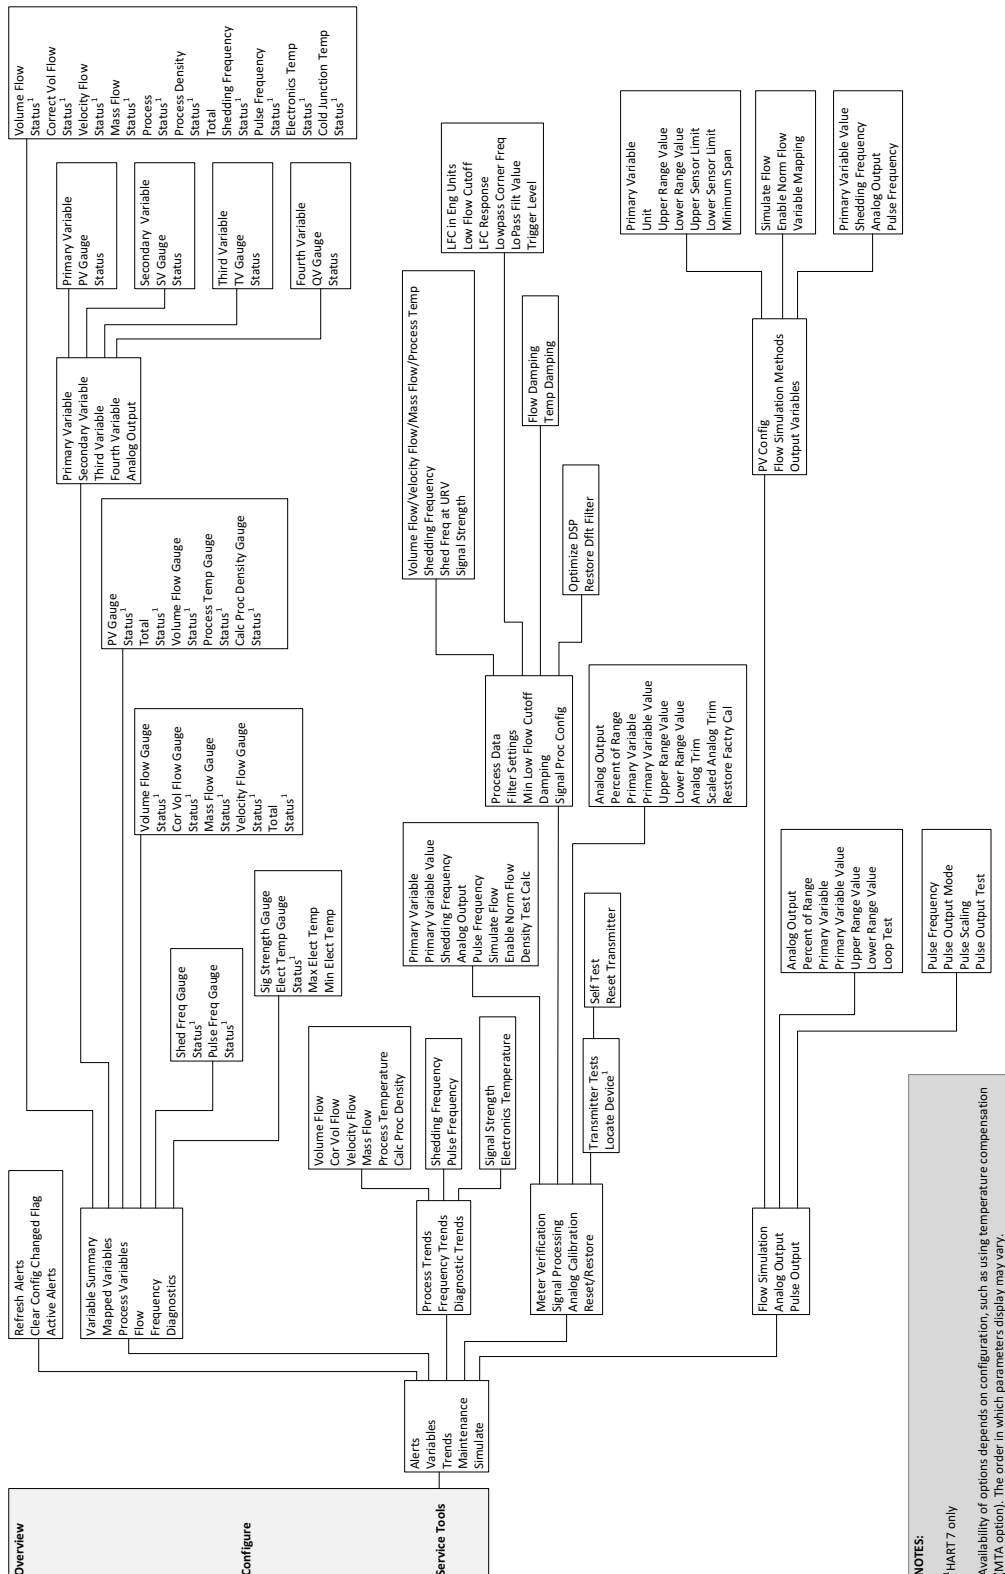 Overview
Configure
Service Tools
Alerts
Variables
Trends
Maintenance
Simulate
Refresh Alerts
Clear Config Changed Flag
Active Alerts
Variable Summary
Mapped Variables
Process Variables
Flow
Frequency
Diagnostics
Volume Flow
Status¹
Correct Vol Flow
Status¹
Velocity Flow
Status¹
Mass Flow
Status¹
Process
Status¹
Process Density
Status¹
Total
Shedding Frequency
Status¹
Pulse Frequency
Status¹
Electronics Temp
Status¹
Cold Junction Temp
Status¹
Primary Variable
Secondary Variable
Third Variable
Fourth Variable
Analog Output
Primary Variable
PV Gauge
Status
Secondary Variable
SV Gauge
Status
Third Variable
TV Gauge
Status
Fourth Variable
QV Gauge
Status
PV Gauge
Status¹
Total
Status¹
Volume Flow Gauge
Status¹
Process Temp Gauge
Status¹
Calc Proc Density Gauge
Status¹
Volume Flow Gauge
Status¹
Cor Vol Flow Gauge
Status¹
Mass Flow Gauge
Status¹
Velocity Flow Gauge
Status¹
Total
Status¹
Shed Freq Gauge
Status¹
Pulse Freq Gauge
Status¹
Sig Strength Gauge
Elect Temp Gauge
Status¹
Max Elect Temp
Min Elect Temp
Process Trends
Frequency Trends
Diagnostic Trends
Volume Flow
Cor Vol Flow
Velocity Flow
Mass Flow
Process Temperature
Calc Proc Density
Shedding Frequency
Pulse Frequency
Signal Strength
Electronics Temperature
Meter Verification
Signal Processing
Analog Calibration
Reset/Restore
Primary Variable
Primary Variable Value
Shedding Frequency
Analog Output
Pulse Frequency
Simulate Flow
Enable Norm Flow
Density Test Calc
Process Data
Filter Settings
Min Low Flow Cutoff
Damping
Signal Proc Config
Volume Flow/Velocity Flow/Mass Flow/Process Temp
Shedding Frequency
Shed Freq at URV
Signal Strength
LFC in Eng Units
Low Flow Cutoff
LFC Response
Lowpass Corner Freq
LoPass Filt Value
Trigger Level
Flow Damping
Temp Damping
Optimize DSP
Restore Dflt Filter
Analog Output
Percent of Range
Primary Variable
Primary Variable Value
Upper Range Value
Lower Range Value
Analog Trim
Scaled Analog Trim
Restore Factry Cal
Transmitter Tests
Locate Device¹
Self Test
Reset Transmitter
Flow Simulation
Analog Output
Pulse Output
PV Config
Flow Simulation Methods
Output Variables
Primary Variable
Unit
Upper Range Value
Lower Range Value
Upper Sensor Limit
Lower Sensor Limit
Minimum Span
Simulate Flow
Enable Norm Flow
Variable Mapping
Primary Variable Value
Shedding Frequency
Analog Output
Pulse Frequency
Analog Output
Percent of Range
Primary Variable
Primary Variable Value
Upper Range Value
Lower Range Value
Loop Test
Pulse Frequency
Pulse Output Mode
Pulse Scaling
Pulse Output Test
NOTES:
¹HART 7 only
Availability of options depends on configuration, such as using temperature compensation
(MTA option). The order in which parameters display may vary.